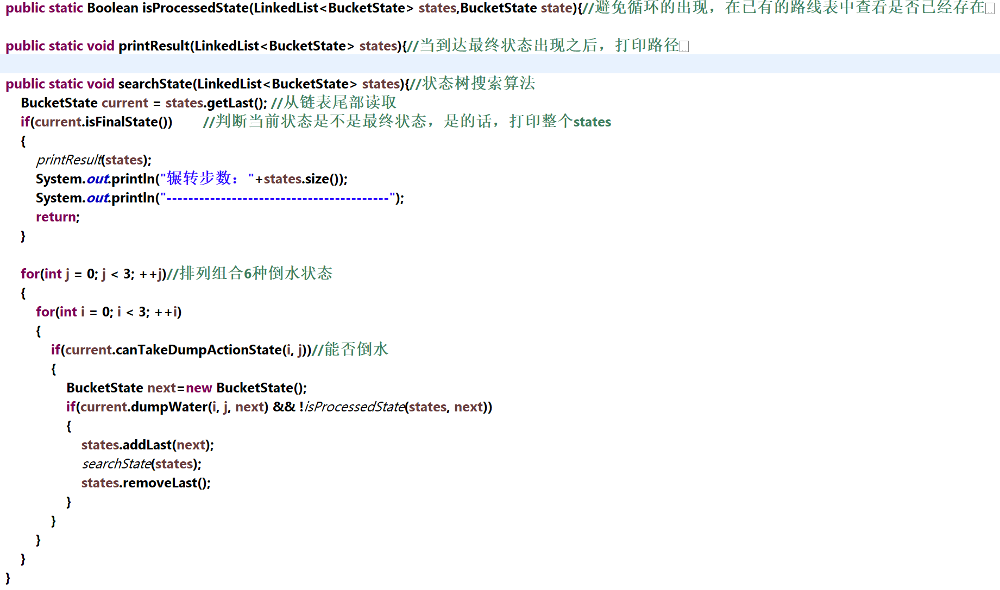 public static Boolean isProcessedState(LinkedList<BucketState> states,BucketState state){//避免循环的出现，在已有的路线表中查看是否已经存在
public static void printResult(LinkedList<BucketState> states){//当到达最终状态出现之后，打印路径
public static void searchState(LinkedList<BucketState> states){//状态树搜索算法
BucketState current = states.getLast(); //从链表尾部读取
if(current.isFinalState()) //判断当前状态是不是最终状态，是的话，打印整个states
{
printResult(states);
System.out.println("辗转步数："+states.size());
System.out.println("-----------------------------------------");
return;
}
for(int j = 0; j < 3; ++j)//排列组合6种倒水状态
{
for(int i = 0; i < 3; ++i)
{
if(current.canTakeDumpActionState(i, j))//能否倒水
{
BucketState next=new BucketState();
if(current.dumpWater(i, j, next) && !isProcessedState(states, next))
{
states.addLast(next);
searchState(states);
states.removeLast();
}
}
}
}
}